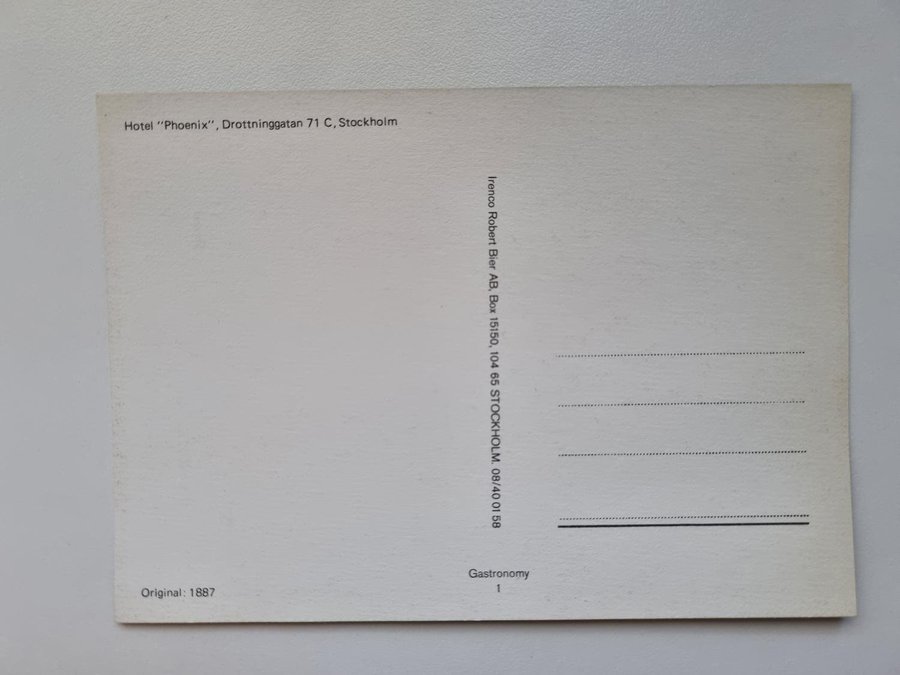 Hotel "Phoenix", Drottninggatan 71 C, Stockholm
Irenco Robert Bier AB, Box 15150, 104 65 STOCKHOLM. 08/40 01 58
Gastronomy
1
Original: 1887